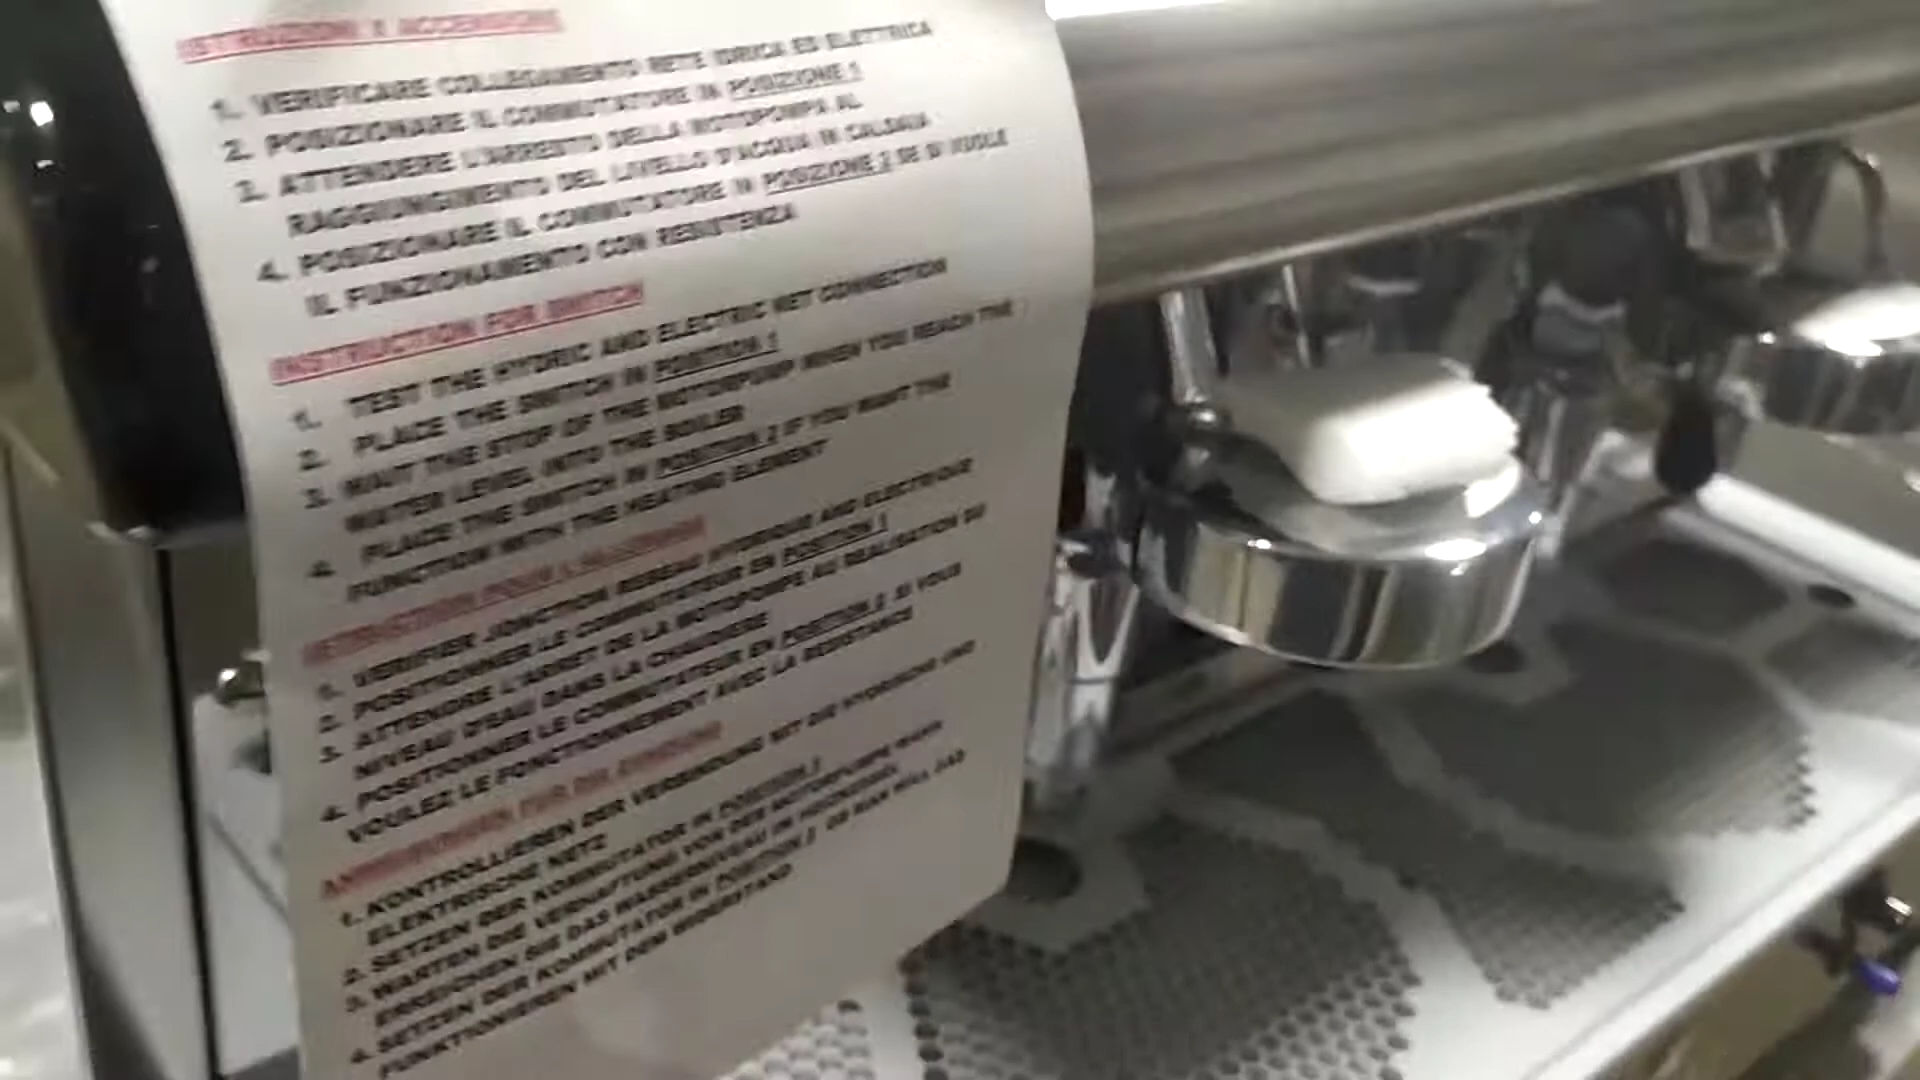 ISTRUZIONI X ACCENSIONE
1. VERIFICARE COLLEGAMENTO RETE IDRICA ED ELETTRICA
2. POSIZIONARE IL COMMUTATORE IN POSIZIONE 1
3. ATTENDERE L'ARRESTO DELLA MOTOPOMPA AL
RAGGIUNGIMENTO DEL LIVELLO D'ACQUA IN CALDAIA
4. POSIZIONARE IL COMMUTATORE IN POSIZIONE 2 SE SI VUOLE
IL FUNZIONAMENTO CON RESISTENZA
INSTRUCTION FOR SWITCH
1. TEST THE HYDRIC AND ELECTRIC NET CONNECTION
2. PLACE THE SWITCH IN POSITION 1
3. WAIT THE STOP OF THE MOTORPUMP WHEN YOU REACH THE
WATER LEVEL INTO THE BOILER
4. PLACE THE SWITCH IN POSITION 2 IF YOU WANT THE
FUNCTION WITH THE HEATING ELEMENT
1. VERIFIER JONCTION RESEAU HYDRIQUE AND ELECTRIQUE
2. POSITIONNER LE COMMUTATEUR EN POSITION 1
3. ATTENDRE L'ARRET DE LA MOTOPOMPE AU REALISATION DU
NIVEAU D'EAU DANS LA CHAUDIERE
4. POSITIONNER LE COMMUTATEUR EN POSITION 2 SI VOUS
VOULEZ LE FONCTIONNEMENT AVEC LA RESISTANCE
1. KONTROLLIEREN DER VERBINDUNG MIT DIE HYDRISCHE UND
ELEKTRISCHE NETZ
2. SETZEN DER KOMMUTATOR IN POSITION 1
3. WARTEN DIE VERHAFTUNG VON DER MOTORPUMPE WANN
ERREICHEN SIE DAS WASSERNIVEAU IM
4. SETZEN DER KOMMUTATOR IN POSITION 2 OB MAN WILL DAS
FUNKTIONIEREN MIT DEM WIDERSTAND